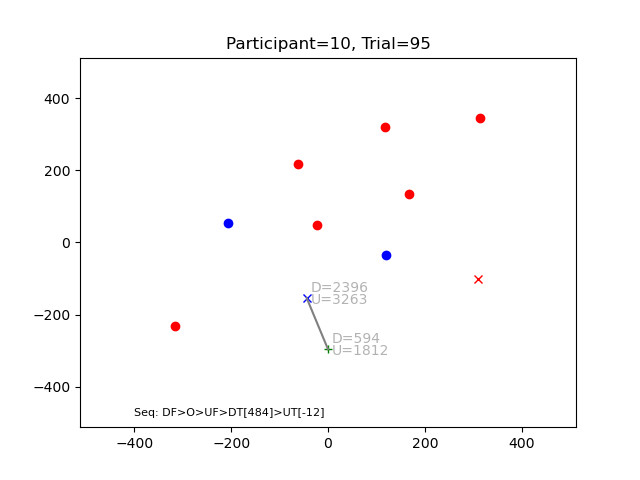 Participant=10, Trial=95
400
200
0
−200
−400
D=2396
U=3263
D=594
U=1812
Seq: DF>O>UF>DT[484]>UT[-12]
−400
−200
0
200
400